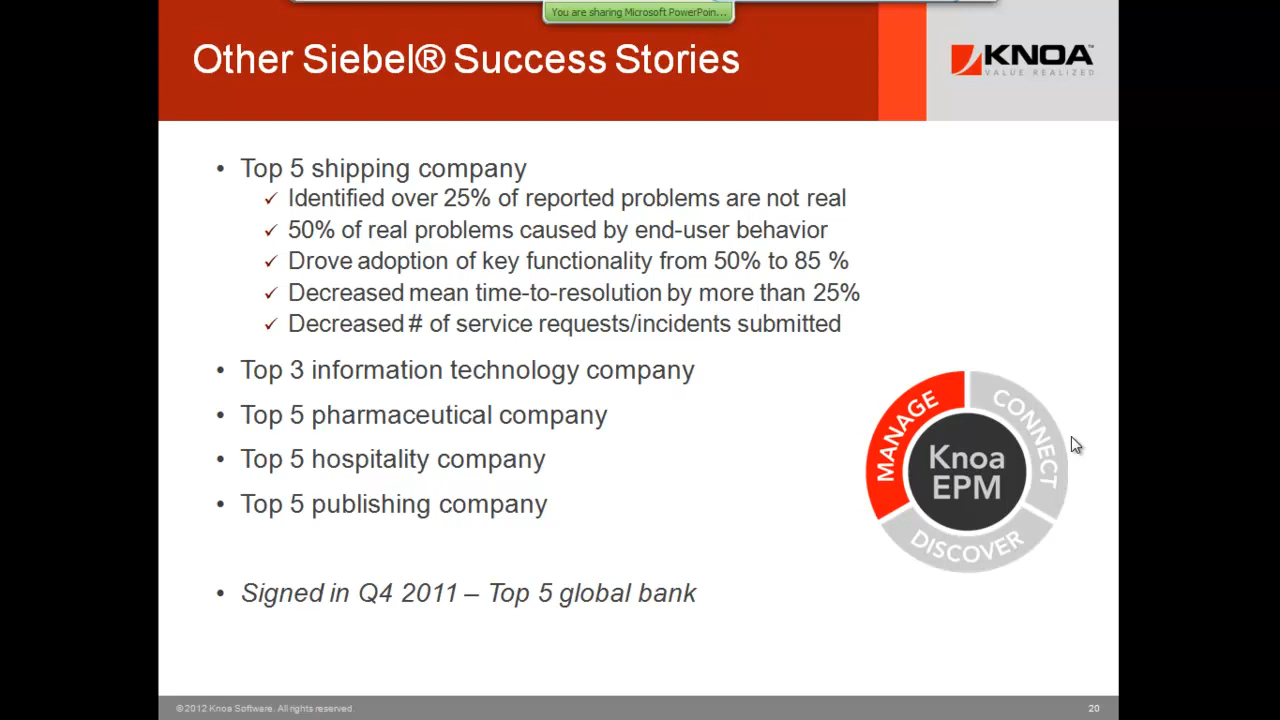 You are sharing Microsoft PowerPoin...
Other Siebel® Success Stories
KNOA™
VALUE REALIZED
• Top 5 shipping company
✓ Identified over 25% of reported problems are not real
✓ 50% of real problems caused by end-user behavior
✓ Drove adoption of key functionality from 50% to 85 %
✓ Decreased mean time-to-resolution by more than 25%
✓ Decreased # of service requests/incidents submitted
• Top 3 information technology company
• Top 5 pharmaceutical company
• Top 5 hospitality company
• Top 5 publishing company
MANAGE
CONNECT
Knoa
EPM
DISCOVER
• Signed in Q4 2011 – Top 5 global bank
© 2012 Knoa Software. All rights reserved.
20